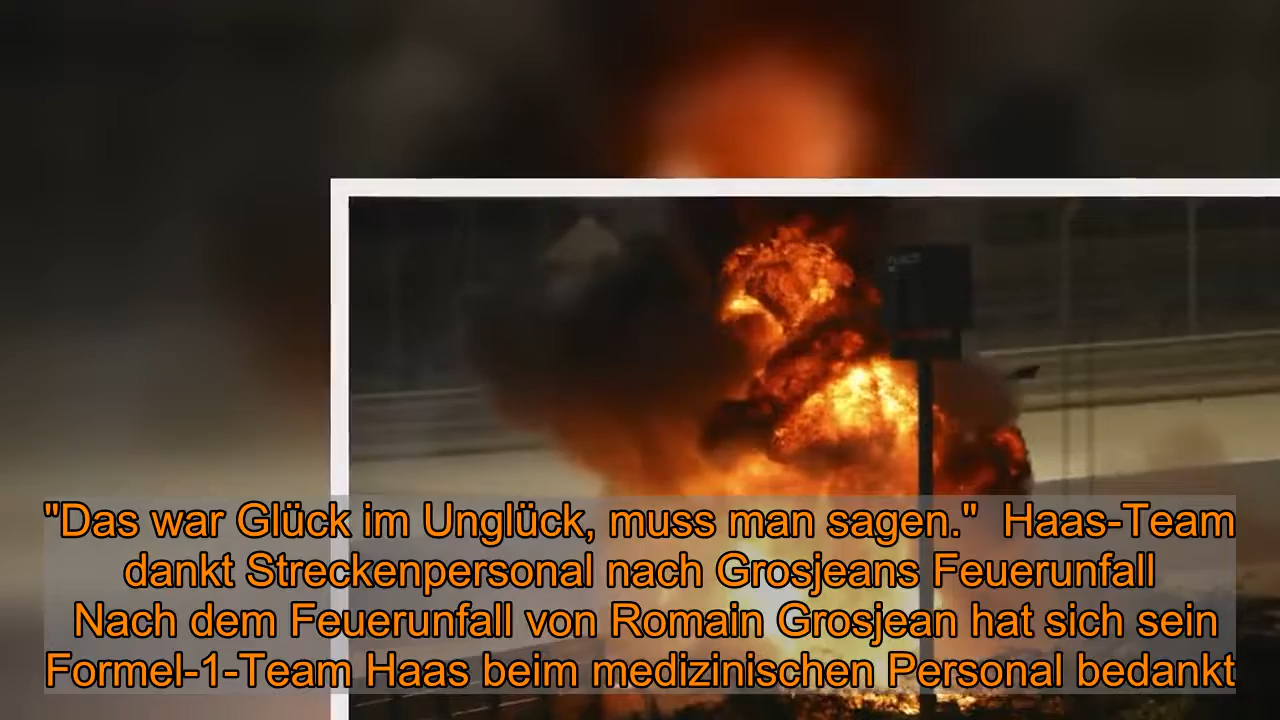 "Das war Glück im Unglück, muss man sagen."  Haas-Team
dankt Streckenpersonal nach Grosjeans Feuerunfall
Nach dem Feuerunfall von Romain Grosjean hat sich sein
Formel-1-Team Haas beim medizinischen Personal bedankt